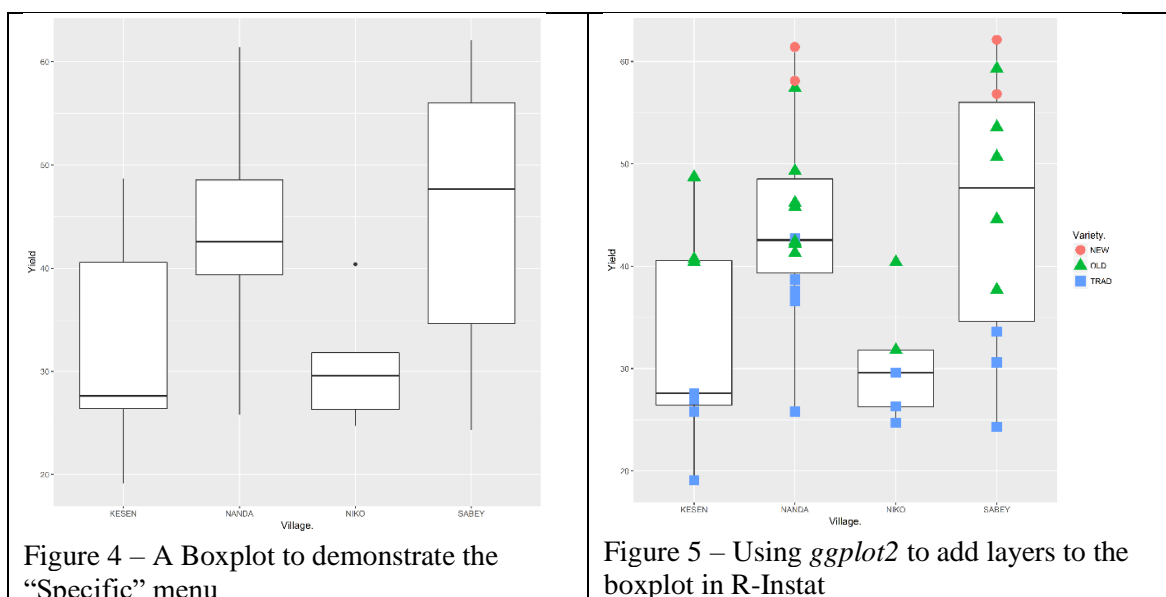 60
50
40
30
20
Yield
KESEN NANDA NIKO SABEY
Village.
Figure 4 – A Boxplot to demonstrate the
“Specific” menu
60
50
40
30
20
Yield
KESEN NANDA NIKO SABEY
Village.
Variety.
NEW
OLD
TRAD
Figure 5 – Using ggplot2 to add layers to the
boxplot in R-Instat